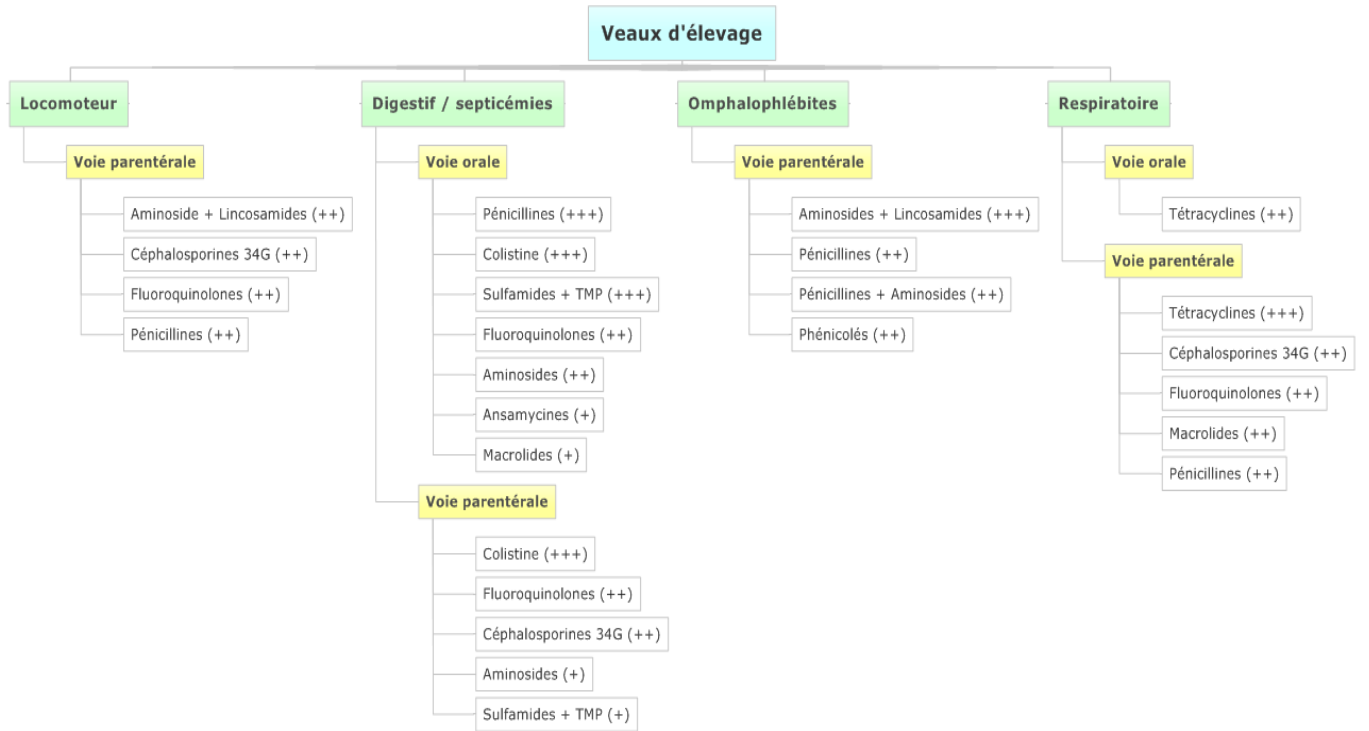 Veaux d'élevage
Locomoteur
Voie parentérale
Aminoside + Lincosamides (++)
Céphalosporines 34G (++)
Fluoroquinolones (++)
Pénicillines (++)
Digestif / septicémies
Voie orale
Pénicillines (+++)
Colistine (+++)
Sulfamides + TMP (+++)
Fluoroquinolones (++)
Aminosides (++)
Ansamycines (+)
Macrolides (+)
Voie parentérale
Colistine (+++)
Fluoroquinolones (++)
Céphalosporines 34G (++)
Aminosides (+)
Sulfamides + TMP (+)
Omphalophlébites
Voie parentérale
Aminosides + Lincosamides (+++)
Pénicillines (++)
Pénicillines + Aminosides (++)
Phénicolés (++)
Respiratoire
Voie orale
Tétracyclines (++)
Voie parentérale
Tétracyclines (+++)
Céphalosporines 34G (++)
Fluoroquinolones (++)
Macrolides (++)
Pénicillines (++)